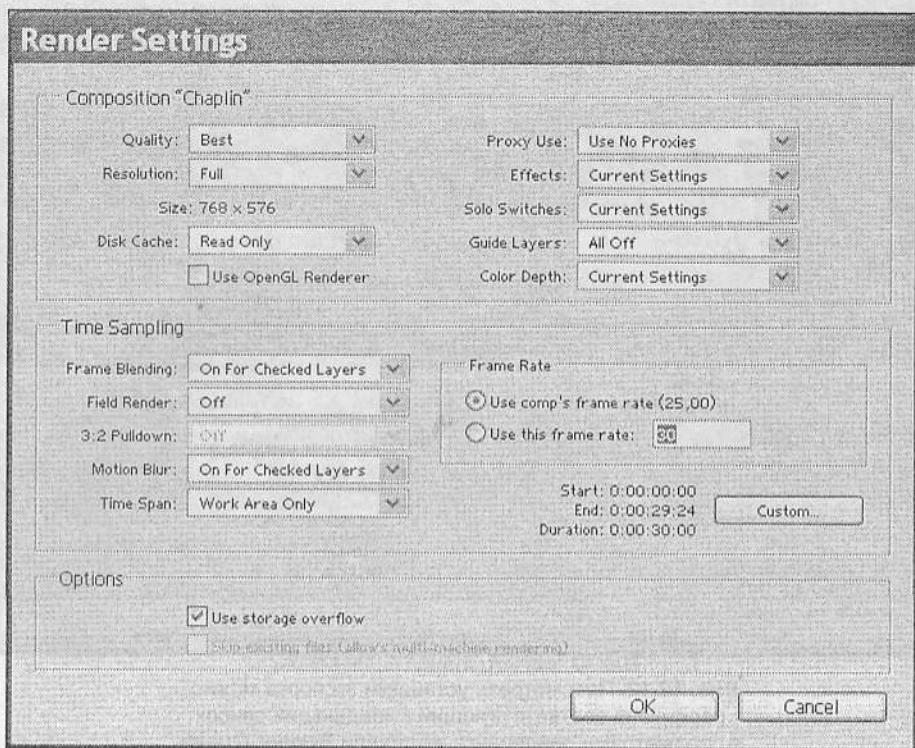 Render Settings
Composition "Chaplin"
Quality: Best
Resolution: Full
Size: 768 x 576
Disk Cache: Read Only
Use OpenGL Renderer
Proxy Use: Use No Proxies
Effects: Current Settings
Solo Switches: Current Settings
Guide Layers: All Off
Color Depth: Current Settings
Time Sampling
Frame Blending: On For Checked Layers
Field Render: Off
3:2 Pulldown: Off
Motion Blur: On For Checked Layers
Time Span: Work Area Only
Frame Rate
Use comp's frame rate (25,00)
Use this frame rate: 30
Start: 0:00:00:00
End: 0:00:29:24
Duration: 0:00:30:00
Custom...
Options
Use storage overflow
Skip existing files (allows multi-machine rendering)
OK
Cancel